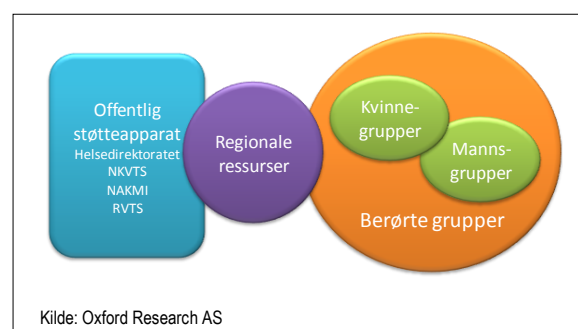 Offentlig
støtteapparat
Helsedirektoratet
NKVTS
NAKMI
RVTS
Regionale
ressurser
Kvinne-
grupper
Manns-
grupper
Berørte grupper
Kilde: Oxford Research AS